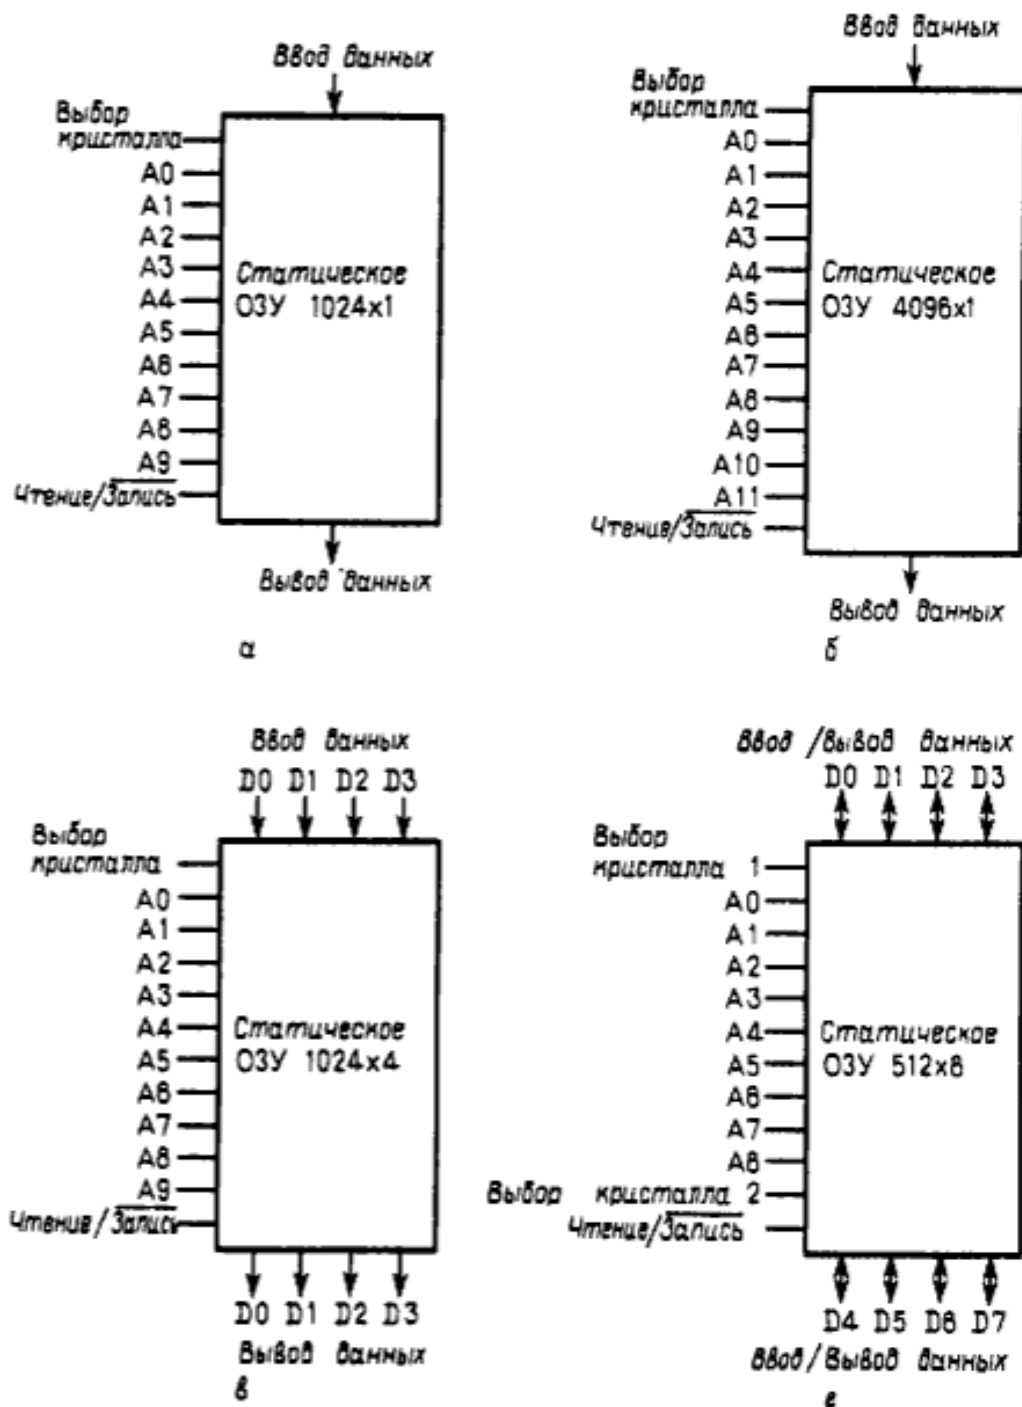 Ввод данных
Выбор
кристалла
A0
A1
A2
A3
A4
A5
A6
A7
A8
A9
Чтение/Запись
Статическое
ОЗУ 1024x1
Вывод данных
а
Ввод данных
Выбор
кристалла
A0
A1
A2
A3
A4
A5
A6
A7
A8
A9
A10
A11
Чтение/Запись
Статическое
ОЗУ 4096x1
Вывод данных
б
Ввод данных
D0 D1 D2 D3
Выбор
кристалла
A0
A1
A2
A3
A4
A5
A6
A7
A8
A9
Чтение/Запись
Статическое
ОЗУ 1024x4
D0 D1 D2 D3
Вывод данных
в
Ввод/вывод данных
D0 D1 D2 D3
Выбор
кристалла 1
A0
A1
A2
A3
A4
A5
A6
A7
A8
Выбор кристалла 2
Чтение/Запись
Статическое
ОЗУ 512x8
D4 D5 D6 D7
Ввод/Вывод данных
г